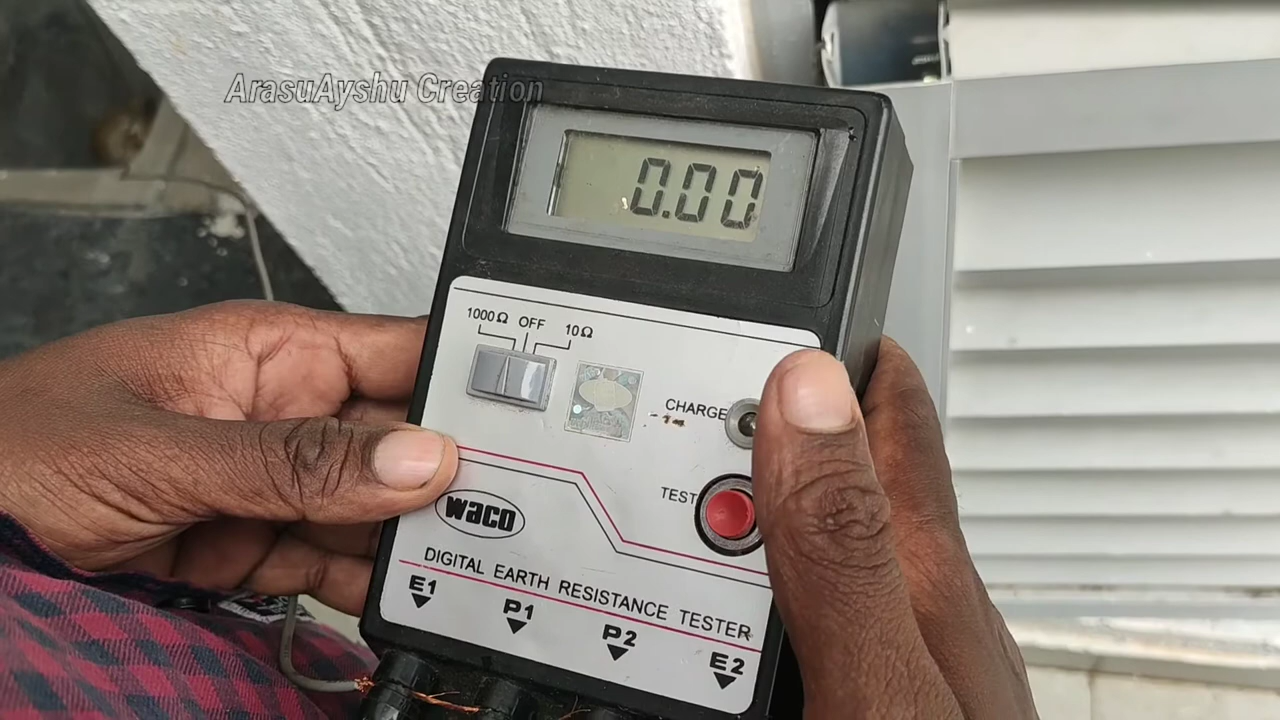 ArasuAyshu Creation
0.00
1000Ω OFF 10Ω
CHARGE
TEST
waco
DIGITAL EARTH RESISTANCE TESTER
E1 P1 P2 E2